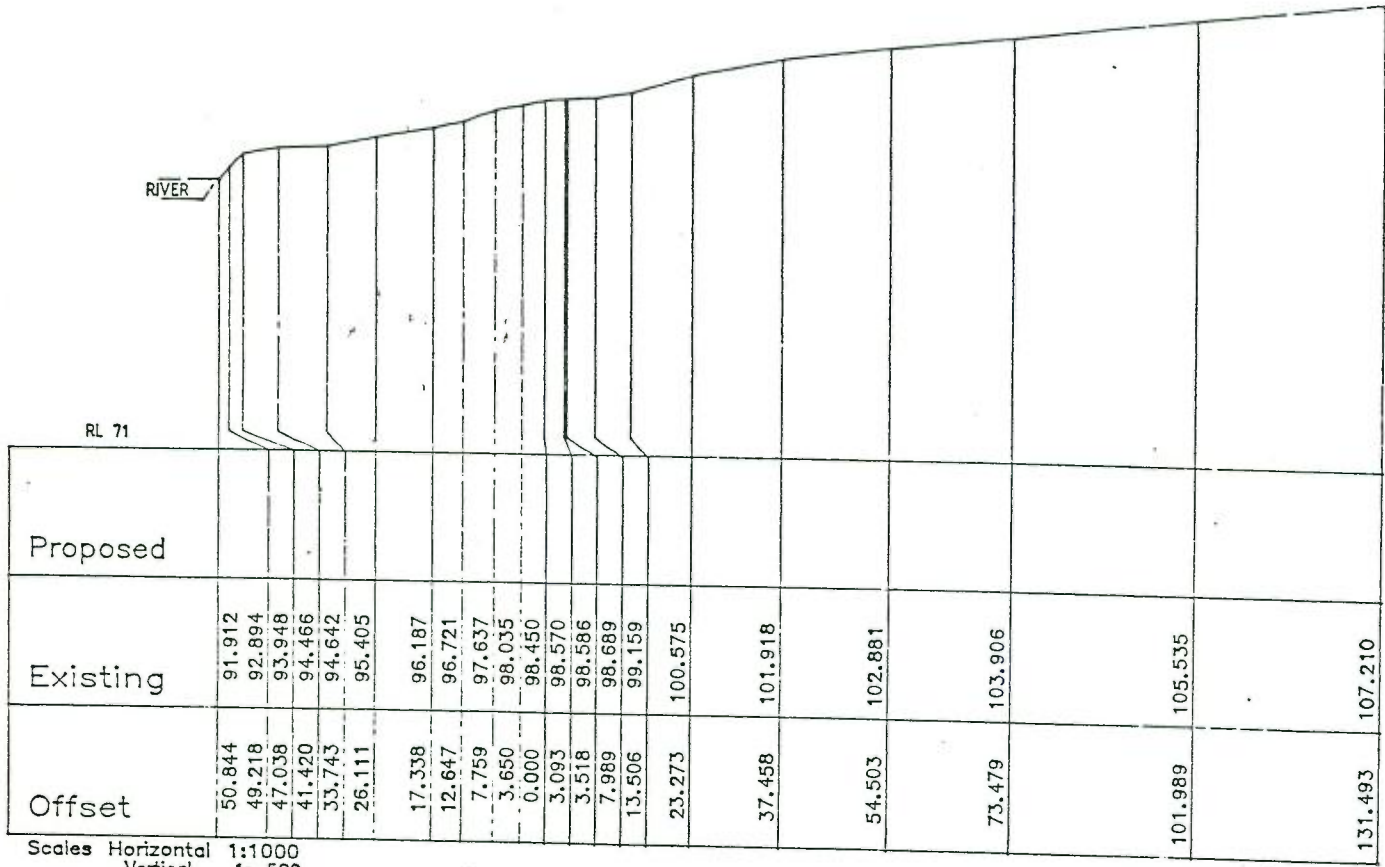 RIVER
RL 71
Proposed
Existing 91.912 92.894 93.948 94.466 94.642 95.405 96.187 96.721 97.637 98.035 98.450 98.570 98.586 98.689 99.159 100.575 101.918 102.881 103.906 105.535 107.210
Offset 50.844 49.218 47.038 41.420 33.743 26.111 17.338 12.647 7.759 3.650 0.000 3.093 3.518 7.989 13.506 23.273 37.458 54.503 73.479 101.989 131.493
Scales Horizontal 1:1000